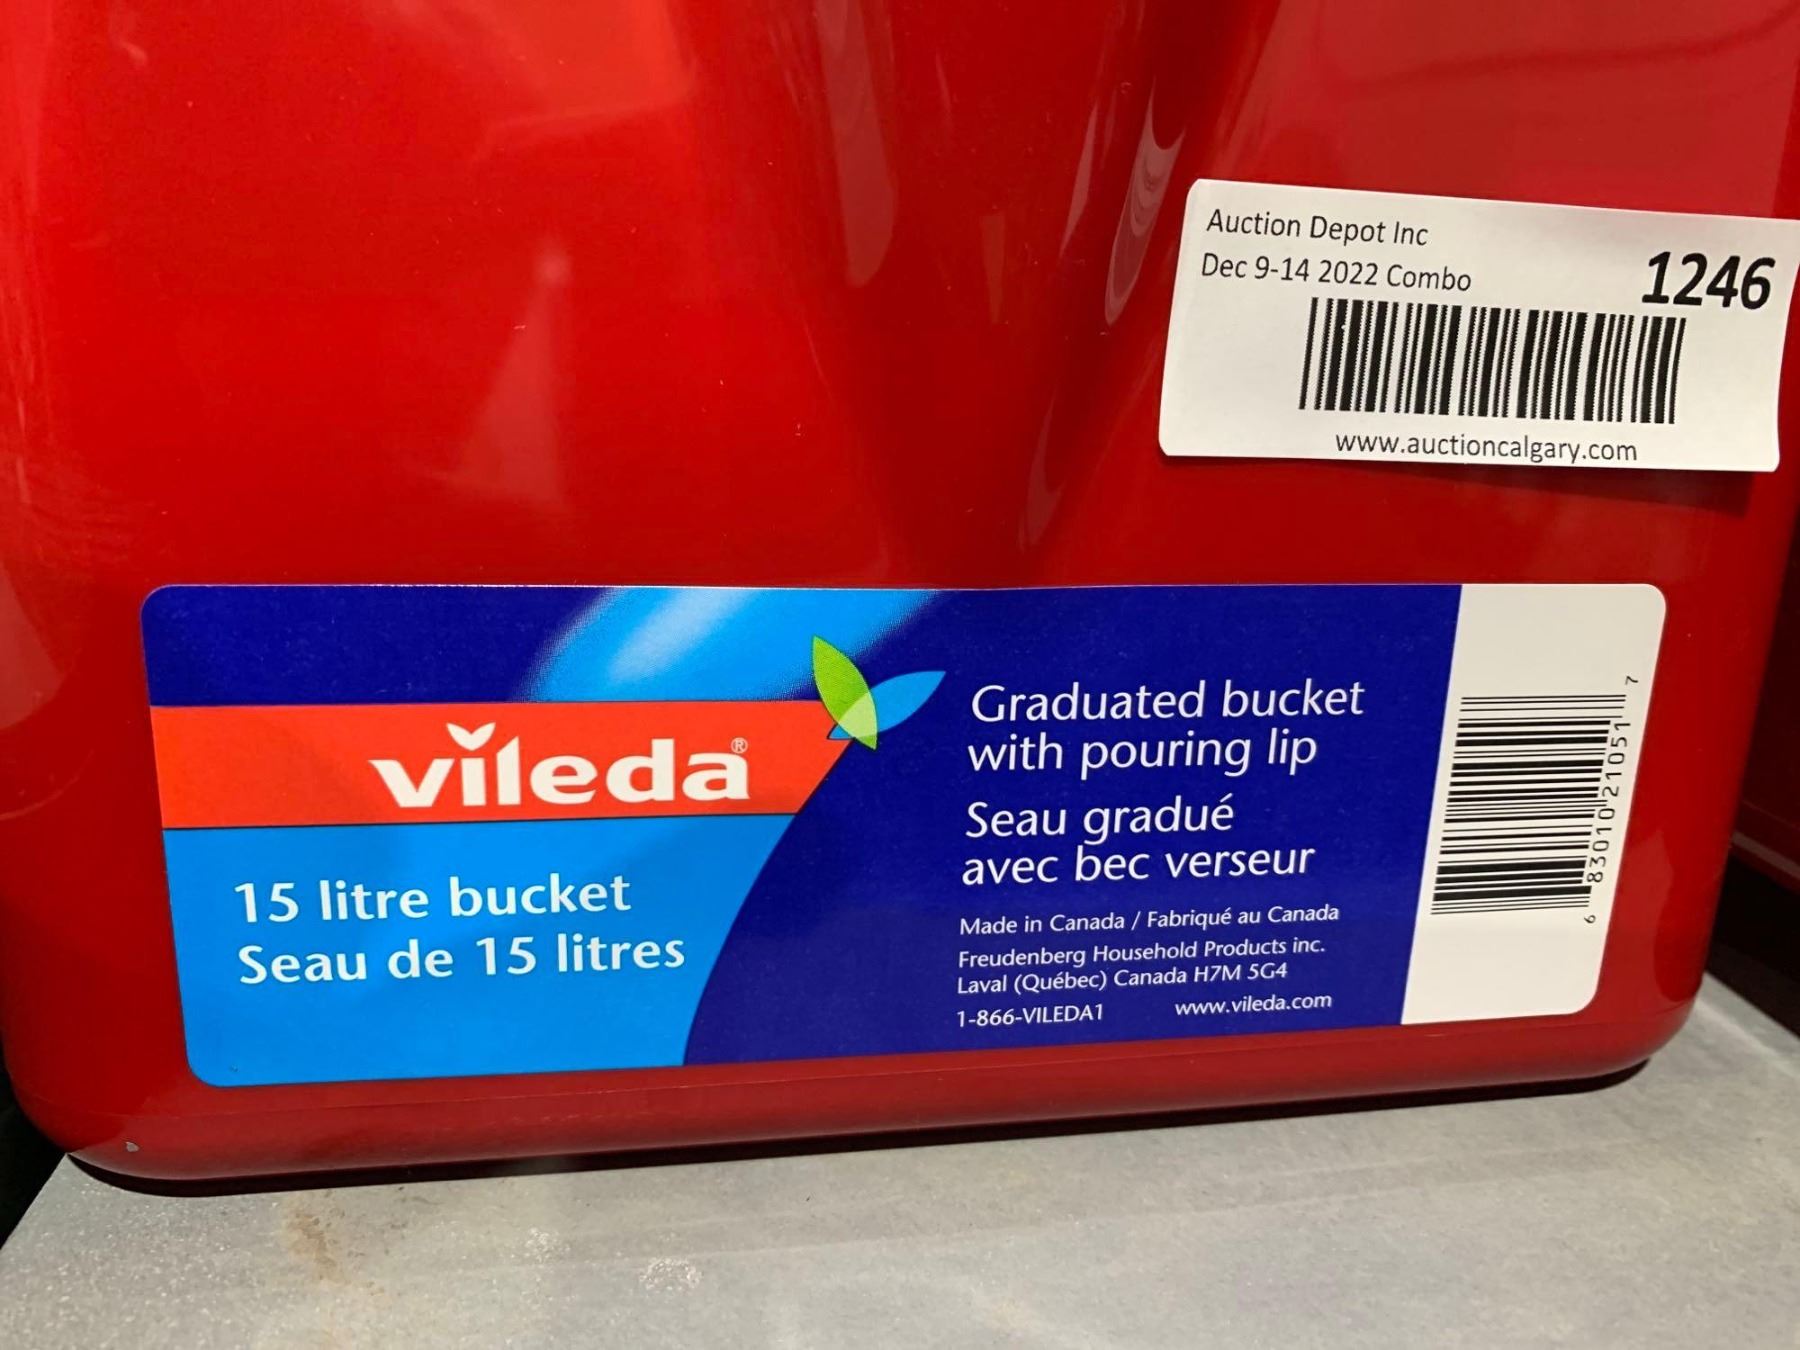 Auction Depot Inc
Dec 9-14 2022 Combo
1246
www.auctioncalgary.com
vileda®
15 litre bucket
Seau de 15 litres
Graduated bucket
with pouring lip
Seau gradué
avec bec verseur
Made in Canada / Fabriqué au Canada
Freudenberg Household Products inc.
Laval (Québec) Canada H7M 5G4
1-866-VILEDA1 www.vileda.com
6 83010 21051 7